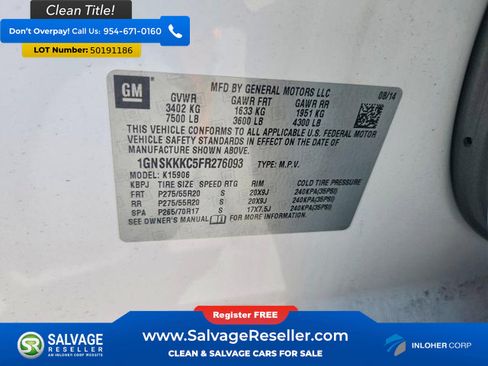 Clean Title!
Don't Overpay! Call Us: 954-671-0160
Lot Number: 50191186
GM
MFD BY GENERAL MOTORS LLC
08/14
GVWR GAWR FRT GAWR RR
3402 KG 1633 KG 1951 KG
7500 LB 3600 LB 4300 LB
THIS VEHICLE CONFORMS TO ALL APPLICABLE U.S. FEDERAL
MOTOR VEHICLE SAFETY STANDARDS IN EFFECT ON THE DATE OF
MANUFACTURE SHOWN ABOVE.
1GNSKKKC5FR276093 TYPE: M.P.V.
MODEL: K15906
KBPJ TIRE SIZE SPEED RTG RIM COLD TIRE PRESSURE
FRT P275/55R20 S 20X9J 240KPA(35PSI)
RR P275/55R20 S 20X9J 240KPA(35PSI)
SPA P265/70R17 S 17X7.5J 240KPA(35PSI)
SEE OWNER'S MANUAL FOR MORE INFORMATION.
Register FREE!
SALVAGE
RESELLER
AN INLOHER CORP WEBSITE
www.SalvageReseller.com
CLEAN & SALVAGE CARS FOR SALE
INLOHER CORP